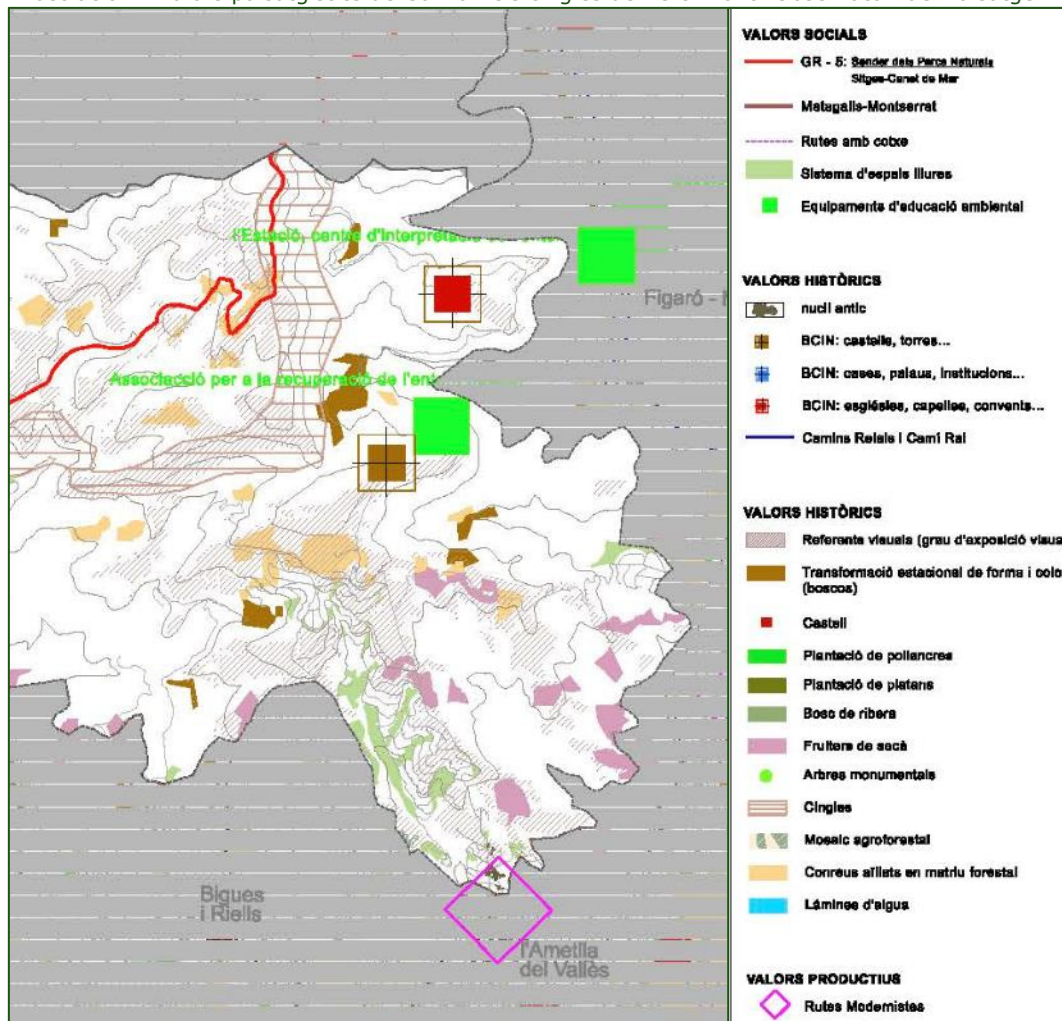 l'Estació, centre d'Interpreta
Figaró -
Associacció per a la recuperació de l'en
Bigues
i Riells
l'Ametlla
del Vallès
VALORS SOCIALS
GR - 5: Sender dels Parcs Naturals
Sitges-Canet de Mar
Matagalls-Montserrat
Rutes amb cotxe
Sistema d'espais lliures
Equipaments d'educació ambiental
VALORS HISTÒRICS
nucli antic
BCIN: castells, torres...
BCIN: cases, palaus, institucions...
BCIN: esglésies, capelles, convents...
Camins Reials i Camí Ral
VALORS HISTÒRICS
Referents visuals (grau d'exposició visua
Transformació estacional de forma i colo
(boscos)
Castell
Plantació de pollancres
Plantació de platans
Bosc de ribera
Fruiters de secà
Arbres monumentals
Cingles
Mosaic agroforestal
Conreus aïllats en matriu forestal
Làmines d'aigua
VALORS PRODUCTIUS
Rutes Modernistes